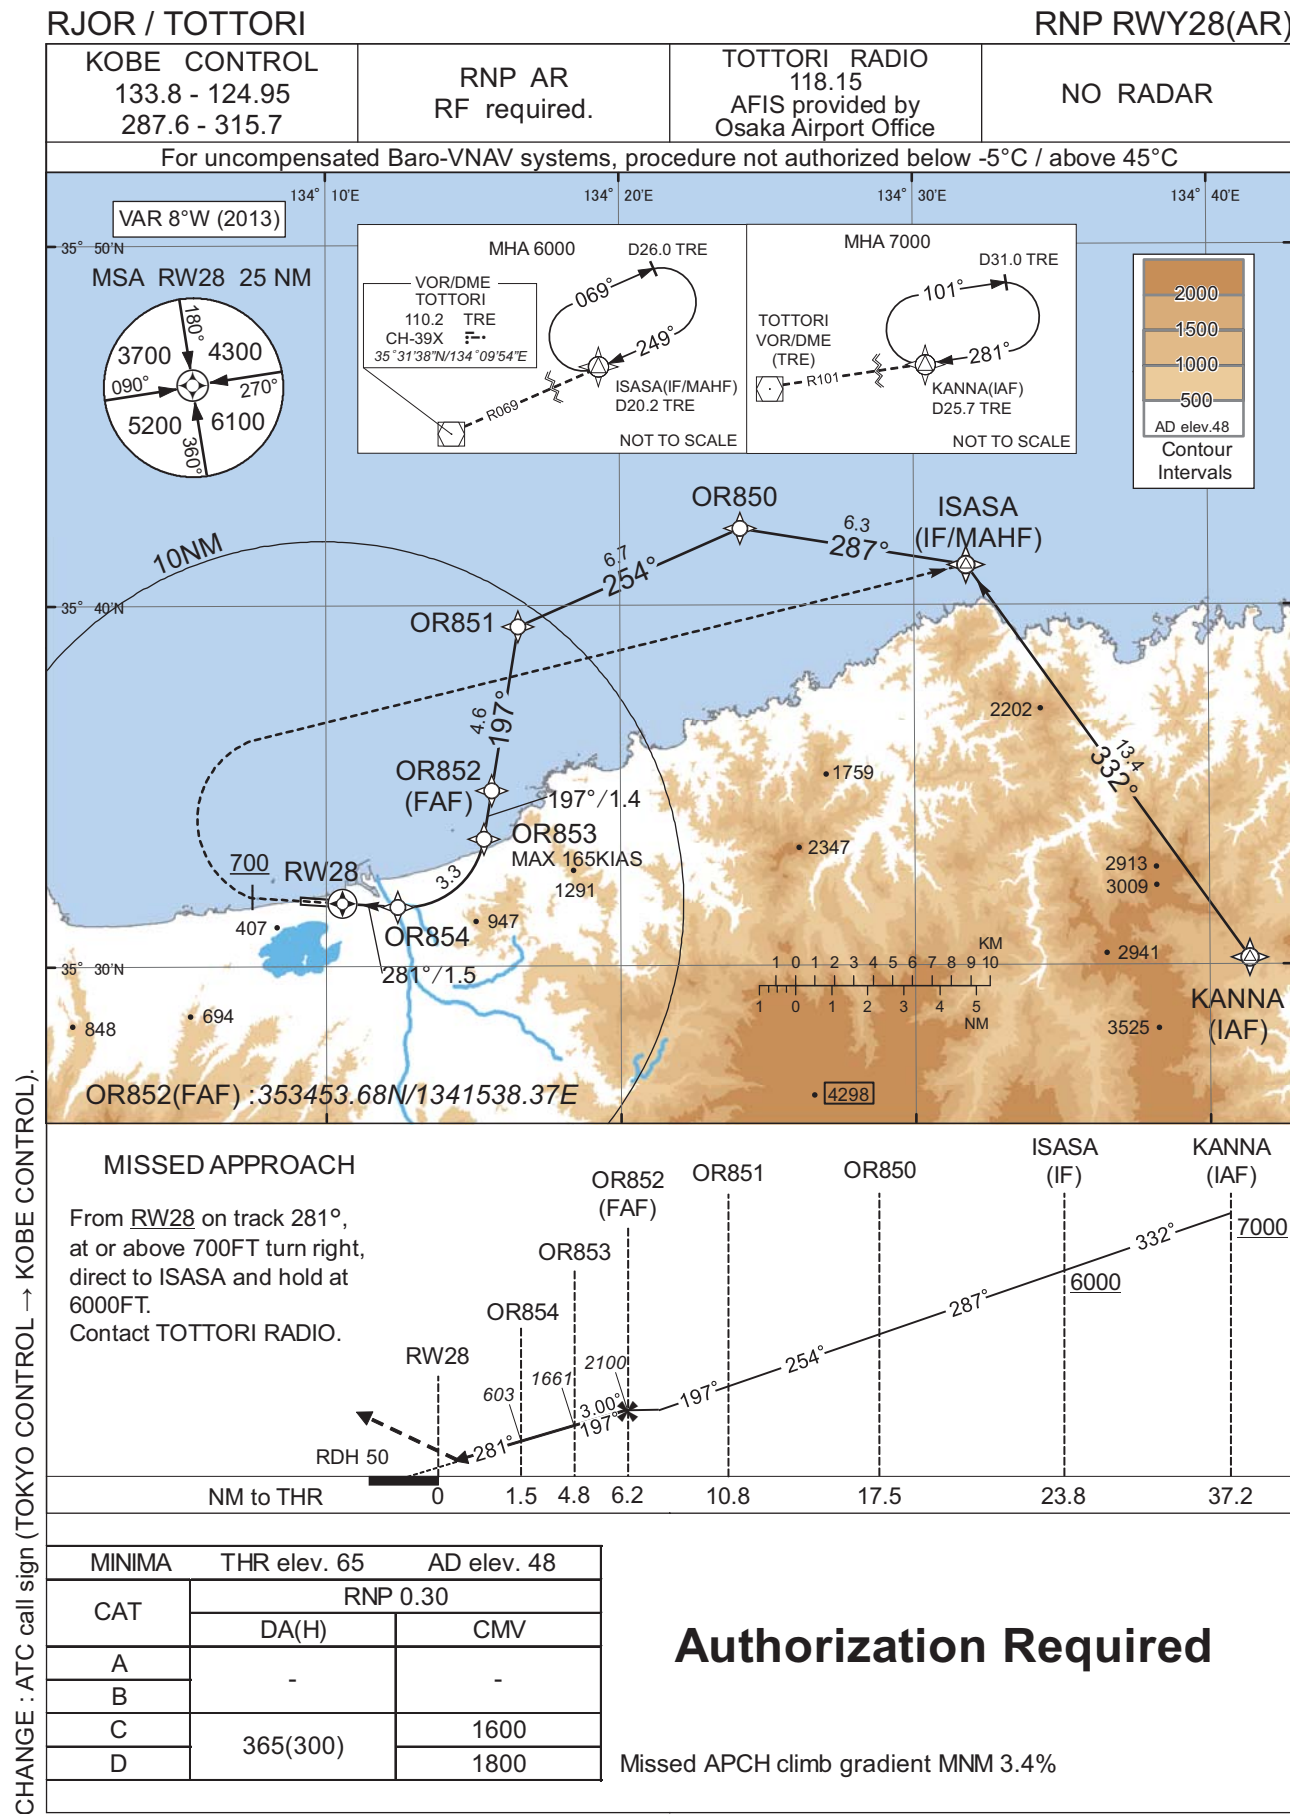 RJOR / TOTTORI
RNP RWY28(AR)
KOBE CONTROL
133.8 - 124.95
287.6 - 315.7
RNP AR
RF required.
TOTTORI RADIO
118.15
AFIS provided by
Osaka Airport Office
NO RADAR
For uncompensated Baro-VNAV systems, procedure not authorized below -5°C / above 45°C
134° 10'E
134° 20'E
134° 30'E
134° 40'E
VAR 8°W (2013)
35° 50'N
MSA RW28 25 NM
180°
3700
4300
090°
270°
5200
6100
360°
MHA 6000
D26.0 TRE
VOR/DME
TOTTORI
110.2 TRE
CH-39X
35°31'38"N/134°09'54"E
069°
249°
ISASA(IF/MAHF)
D20.2 TRE
R069
NOT TO SCALE
MHA 7000
D31.0 TRE
101°
281°
TOTTORI
VOR/DME
(TRE)
R101
KANNA(IAF)
D25.7 TRE
NOT TO SCALE
2000
1500
1000
500
AD elev.48
Contour
Intervals
OR850
ISASA
(IF/MAHF)
6.3
287°
10NM
6.7
254°
35° 40'N
OR851
4.6
197°
2202
13.4
332°
1759
OR852
(FAF)
197°/1.4
OR853
MAX 165KIAS
1291
2347
2913
3009
700
RW28
3.3
407
947
OR854
281°/1.5
2941
35° 30'N
KM
1 0 1 2 3 4 5 6 7 8 9 10
1 0 1 2 3 4 5
NM
KANNA
(IAF)
848
694
3525
OR852(FAF) :353453.68N/1341538.37E
4298
MISSED APPROACH
From RW28 on track 281°,
at or above 700FT turn right,
direct to ISASA and hold at
6000FT.
Contact TOTTORI RADIO.
ISASA
(IF)
KANNA
(IAF)
OR852
(FAF)
OR851
OR850
OR853
OR854
RW28
7000
332°
6000
287°
254°
197°
2100
1661
603
3.00°
197°
281°
RDH 50
NM to THR
0 1.5 4.8 6.2 10.8 17.5 23.8 37.2
MINIMA THR elev. 65 AD elev. 48
CAT
RNP 0.30
DA(H) CMV
A
B
- -
C
D
365(300)
1600
1800
Authorization Required
Missed APCH climb gradient MNM 3.4%
CHANGE : ATC call sign (TOKYO CONTROL → KOBE CONTROL).